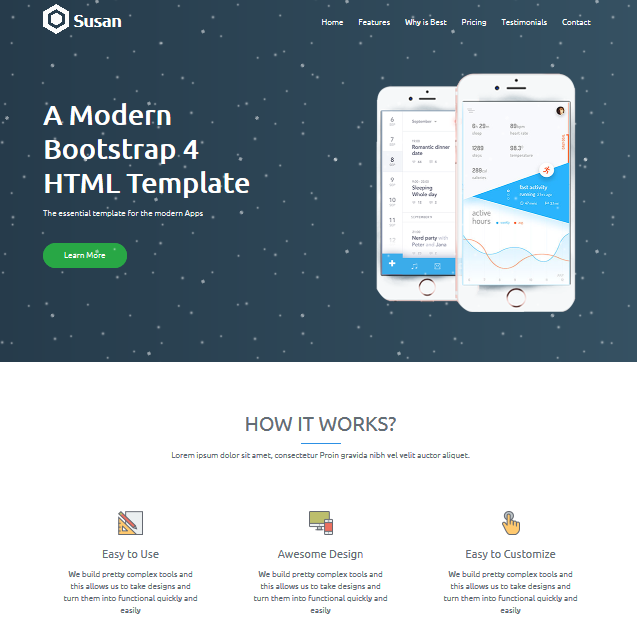 Susan
Home Features Why is Best Pricing Testimonials Contact
A Modern
Bootstrap 4
HTML Template
The essential template for the modern Apps
Learn More
6
7
8
9
10
11
12
September
Romantic dinner
date
Sleeping
Whole day
Nerd party with
Peter and Jane
1280
steps
temperature
calories
Best activity
active
hours
HOW IT WORKS?
Lorem ipsum dolor sit amet, consectetur Proin gravida nibh vel velit auctor aliquet.
Easy to Use
We build pretty complex tools and
this allows us to take designs and
turn them into functional quickly and
easily
Awesome Design
We build pretty complex tools and
this allows us to take designs and
turn them into functional quickly and
easily
Easy to Customize
We build pretty complex tools and
this allows us to take designs and
turn them into functional quickly and
easily